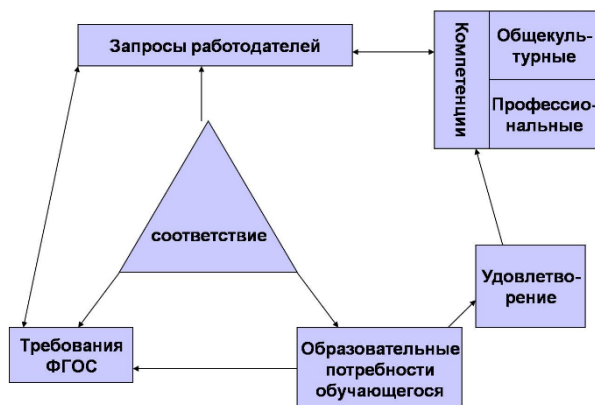 Запросы работодателей
Компетенции
Общекуль-
турные
Профессио-
нальные
соответствие
Удовлетво-
рение
Требования
ФГОС
Образовательные
потребности
обучающегося